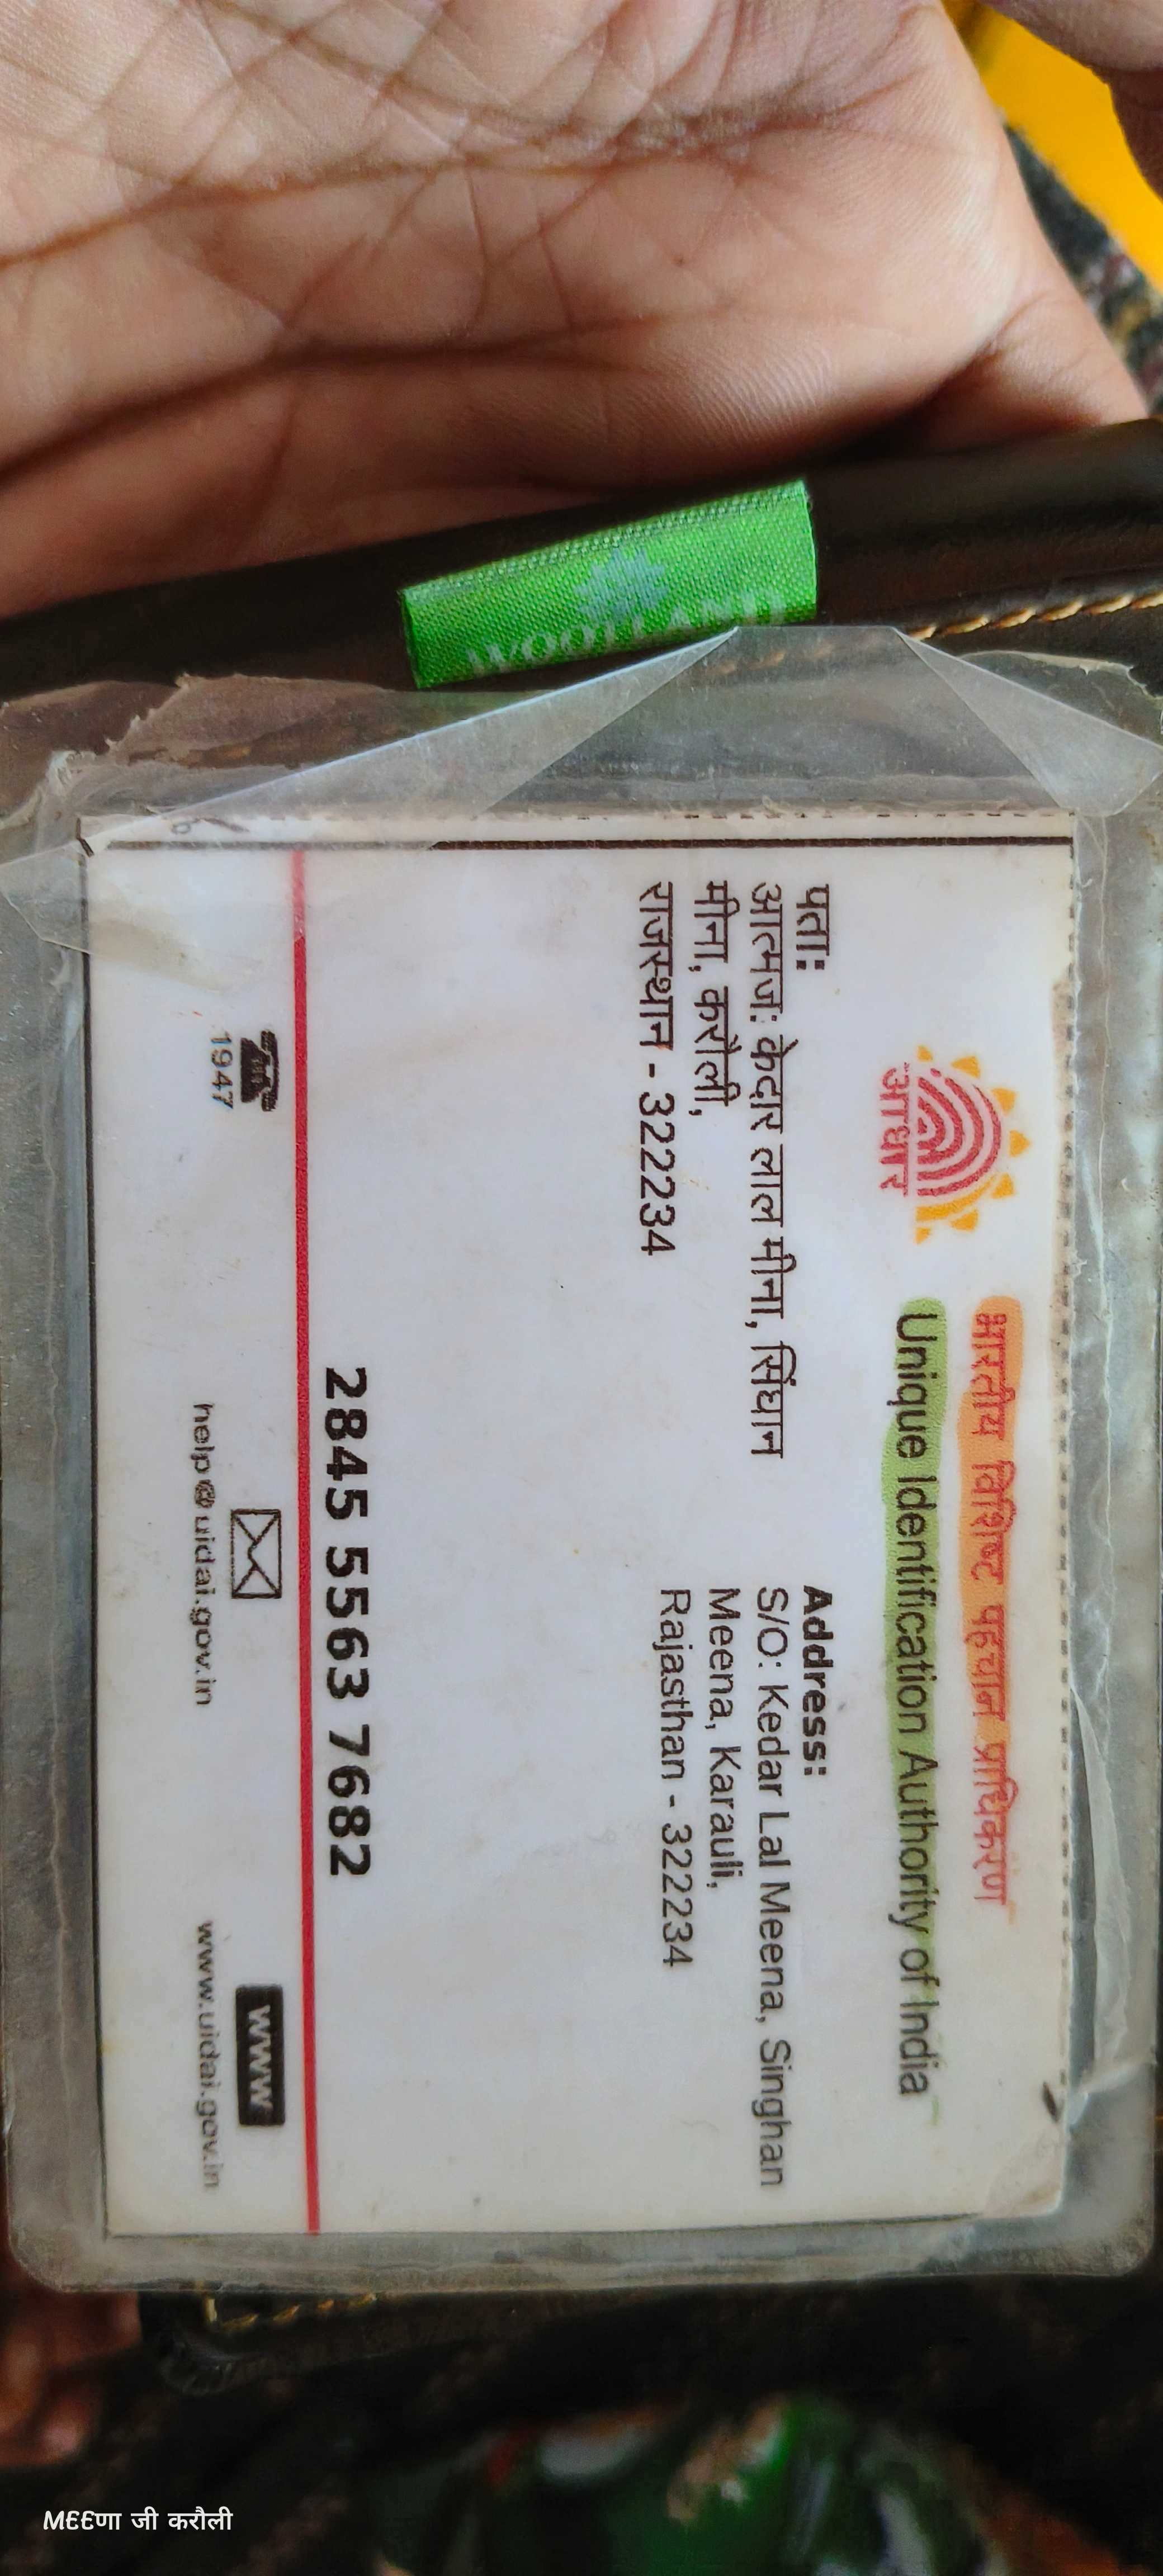 WOODLAND
भारतीय विशिष्ट पहचान प्राधिकरण
Unique Identification Authority of India
आधार
पता:
आत्मज: केदार लाल मीना, सिंघान
मीना, करौली,
राजस्थान - 322234
Address:
S/O: Kedar Lal Meena, Singhan
Meena, Karauli,
Rajasthan - 322234
2845 5563 7682
1947
help@uidai.gov.in
www
www.uidai.gov.in
MEEणा जी करौली